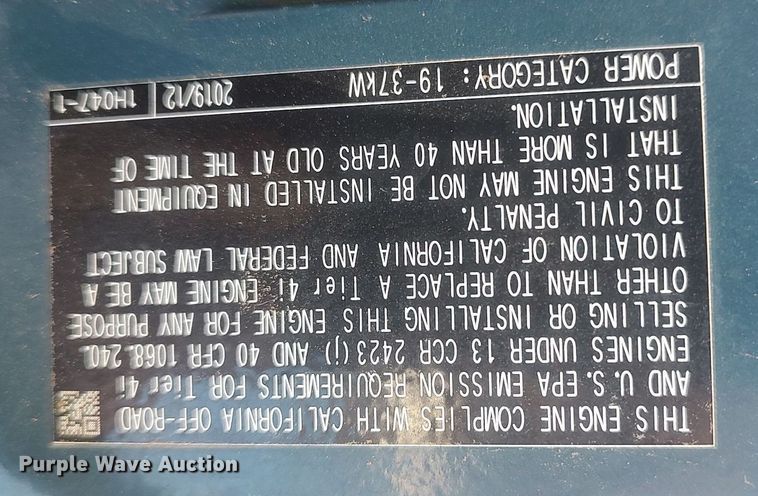 THIS ENGINE COMPLIES WITH CALIFORNIA OFF-ROAD
AND U.S. EPA EMISSION REQUIREMENTS FOR Tier 4i
ENGINES UNDER 13 CCR 2423(j) AND 40 CFR 1068.240.
SELLING OR INSTALLING THIS ENGINE FOR ANY PURPOSE
OTHER THAN TO REPLACE A Tier 4i ENGINE MAY BE A
VIOLATION OF CALIFORNIA AND FEDERAL LAW SUBJECT
TO CIVIL PENALTY.
THIS ENGINE MAY NOT BE INSTALLED IN EQUIPMENT
THAT IS MORE THAN 40 YEARS OLD AT THE TIME OF
INSTALLATION.
POWER CATEGORY: 19-37kW 2019/12 1H047-1
Purple Wave Auction